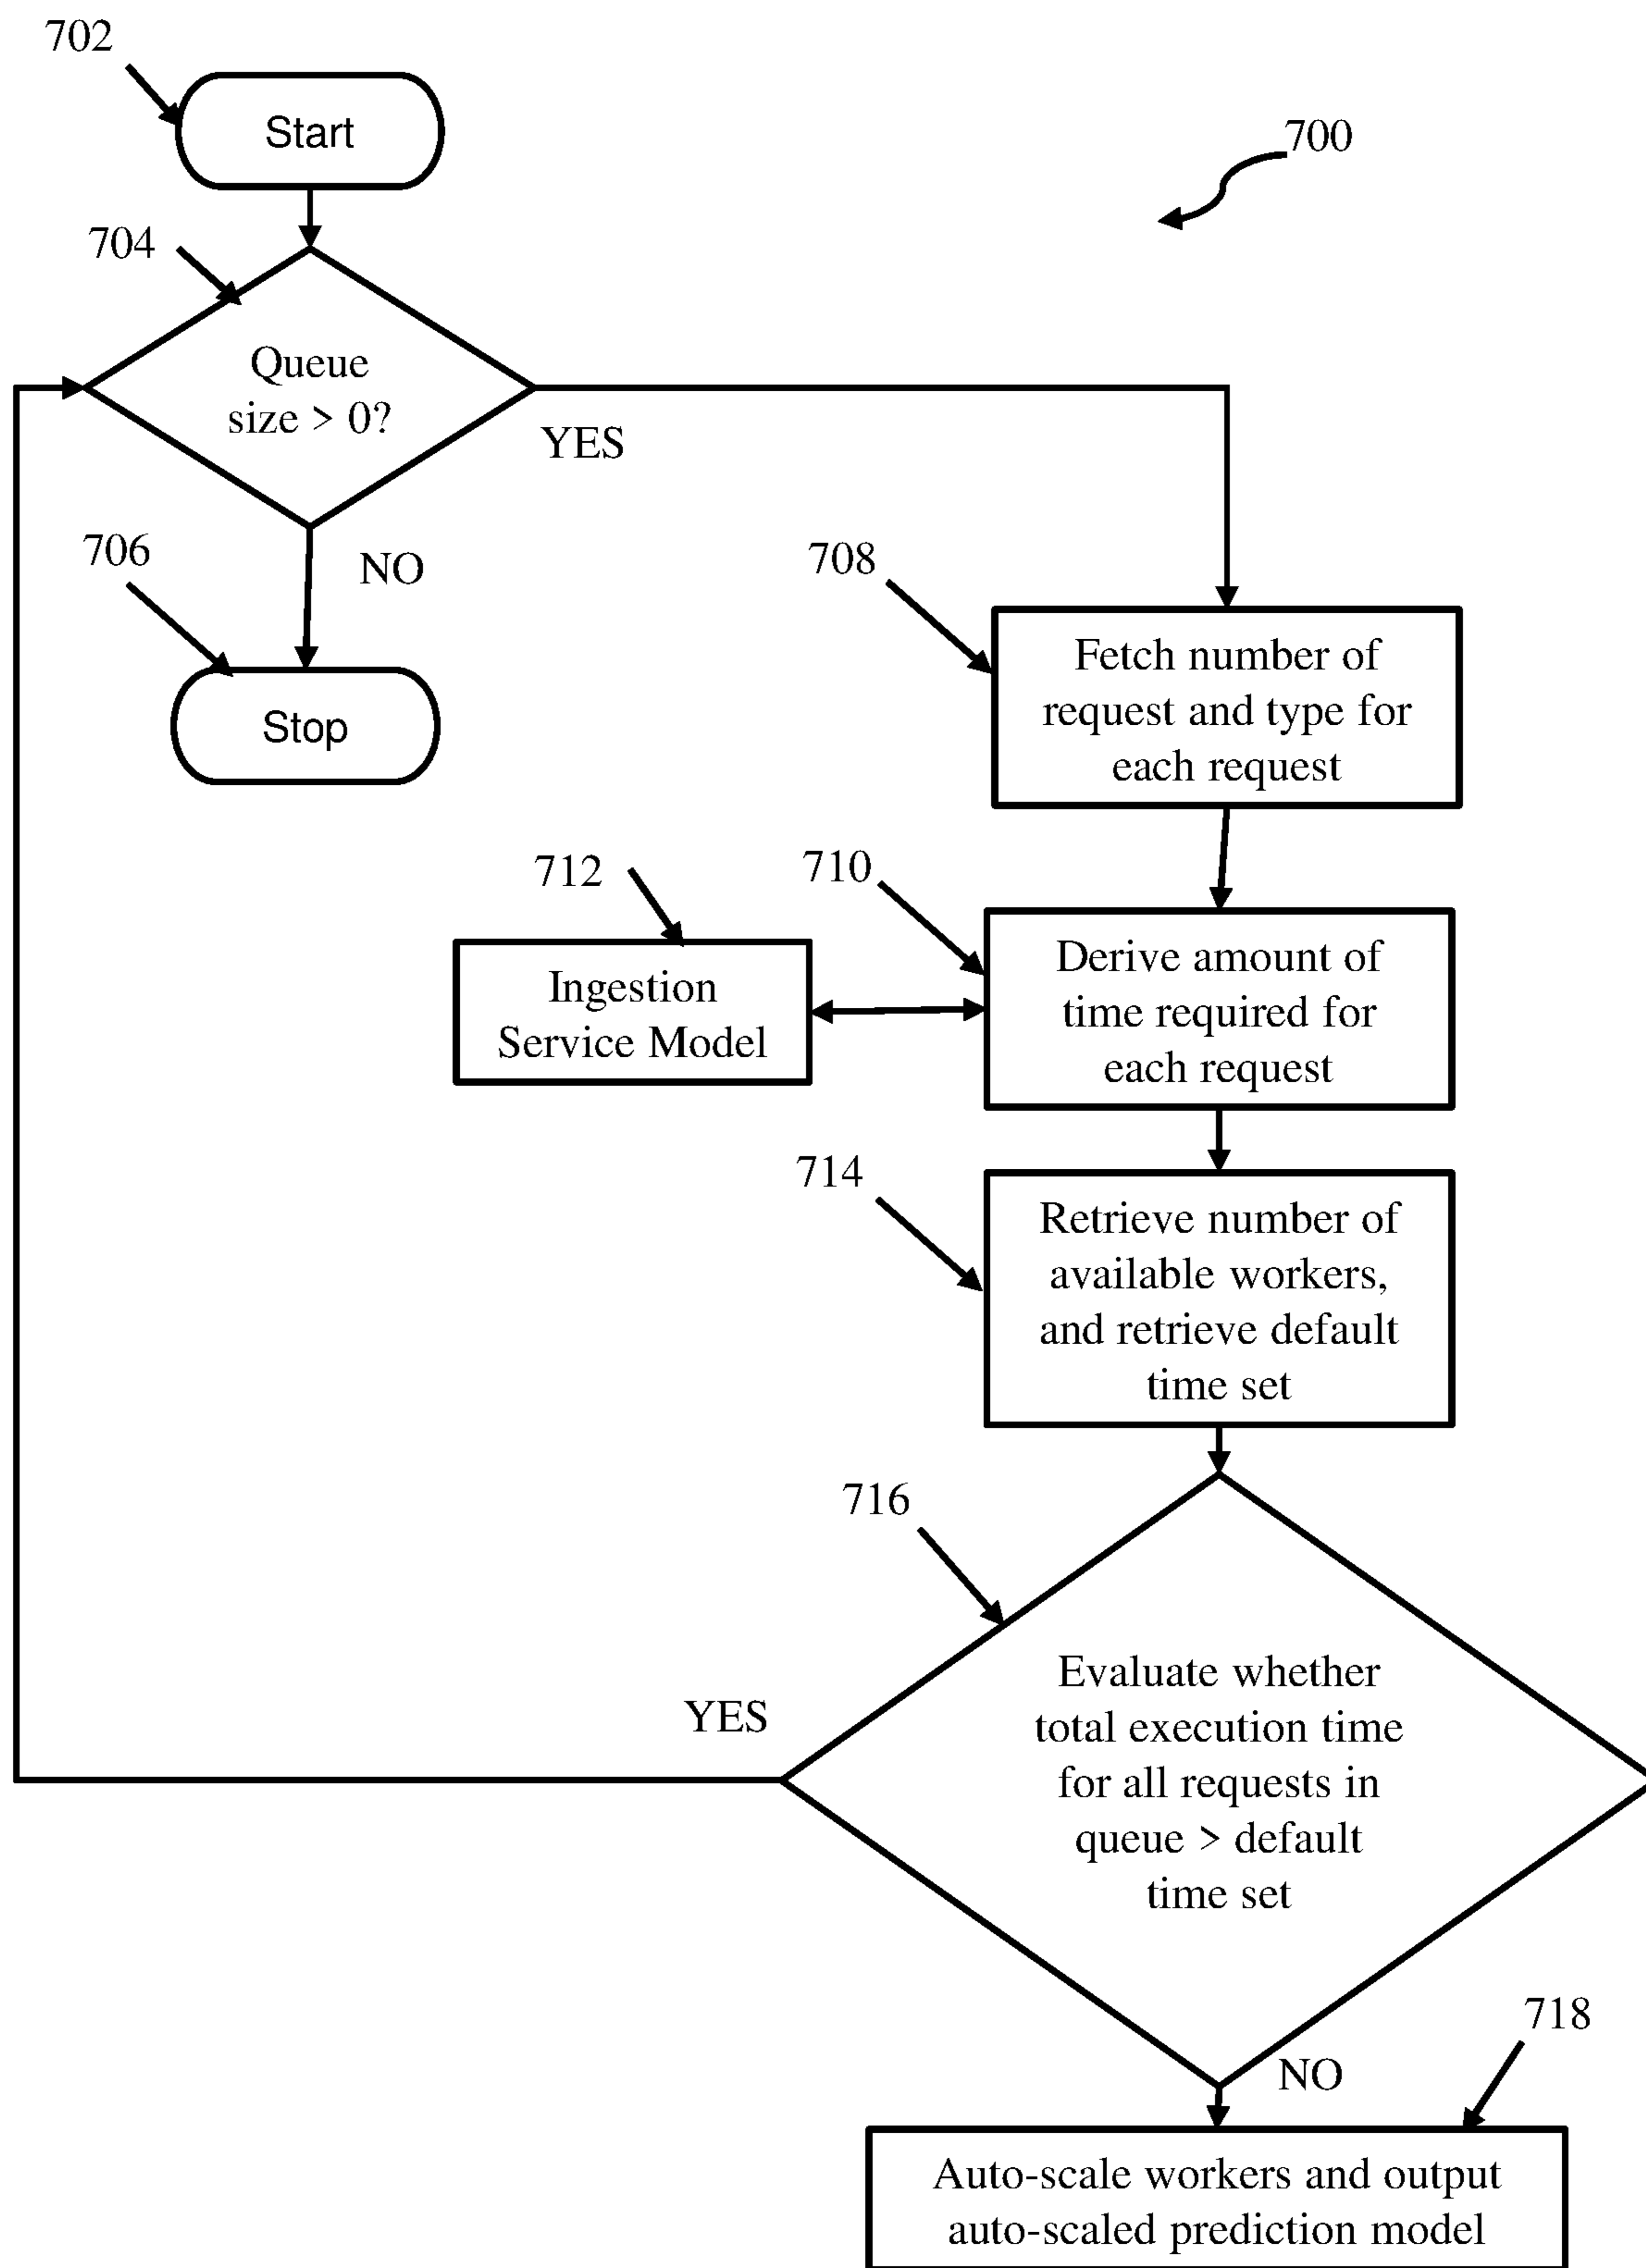 702
Start
700
704
Queue
size > 0?
YES
706
NO
Stop
708
Fetch number of
request and type for
each request
712
710
Ingestion
Service Model
Derive amount of
time required for
each request
714
Retrieve number of
available workers,
and retrieve default
time set
716
YES
Evaluate whether
total execution time
for all requests in
queue > default
time set
718
NO
Auto-scale workers and output
auto-scaled prediction model